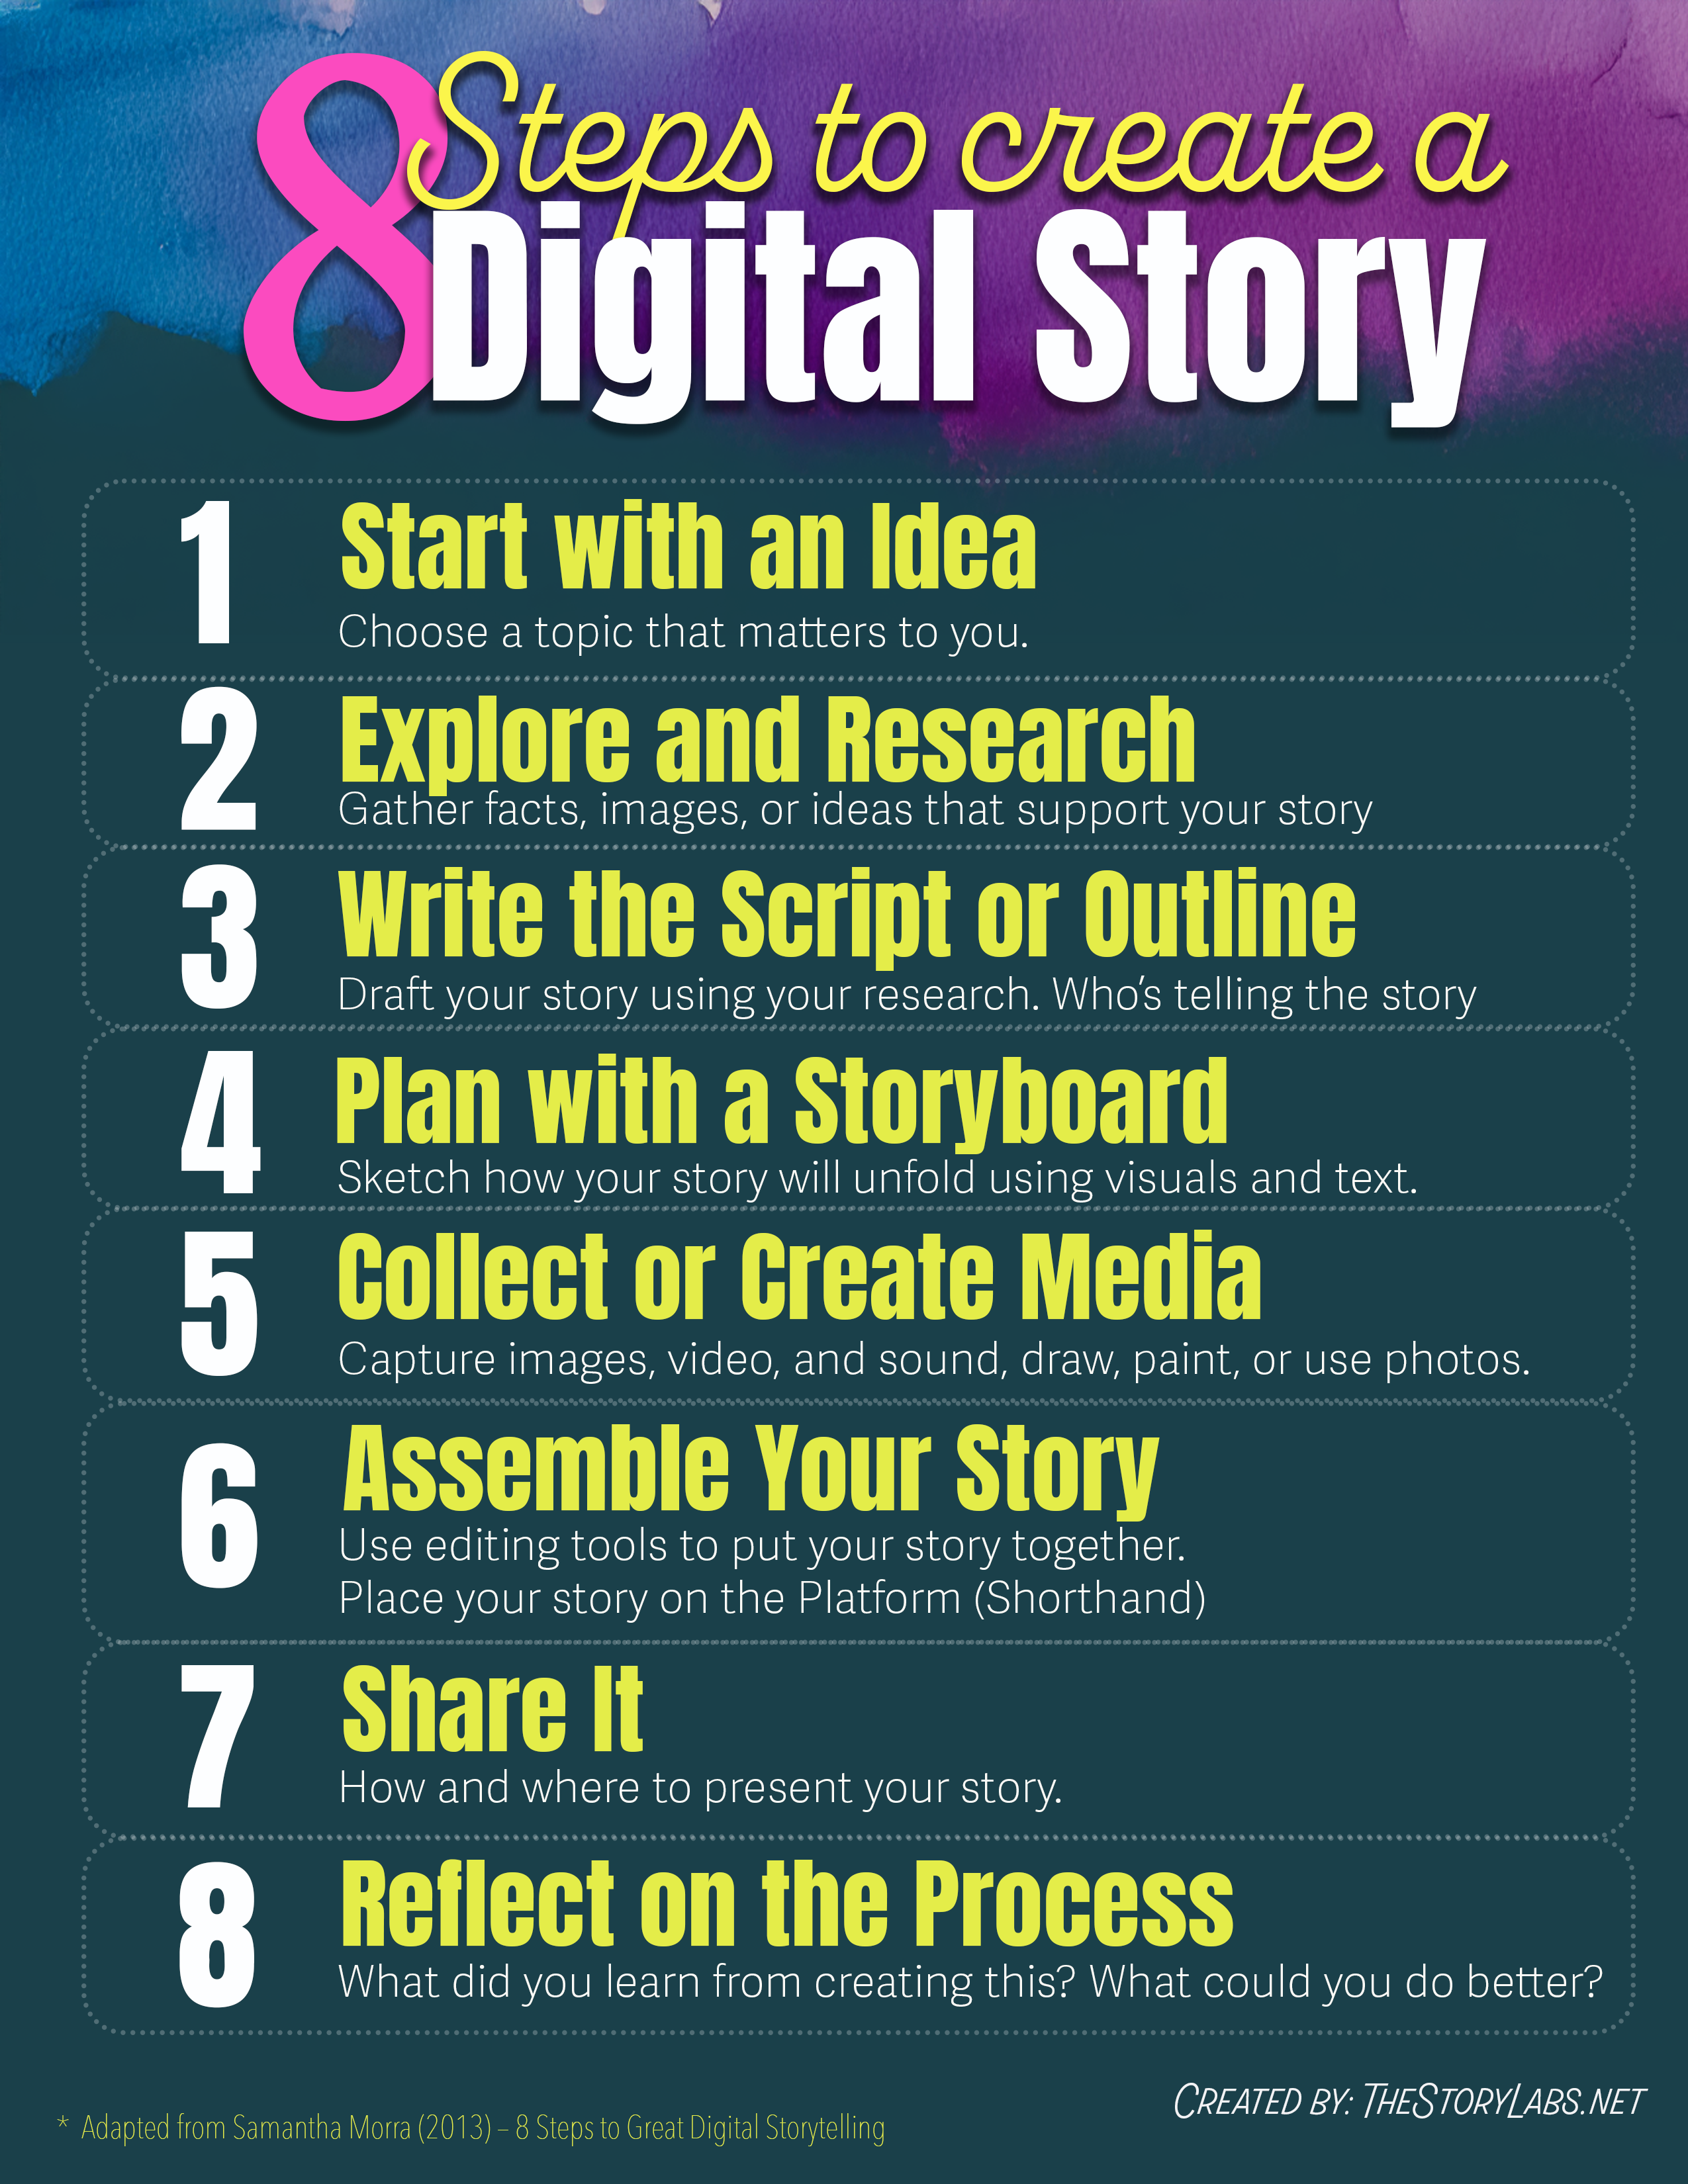 8 Steps to create a
Digital Story
1
Start with an Idea
Choose a topic that matters to you.
2
Explore and Research
Gather facts, images, or ideas that support your story
3
Write the Script or Outline
Draft your story using your research. Who’s telling the story
4
Plan with a Storyboard
Sketch how your story will unfold using visuals and text.
5
Collect or Create Media
Capture images, video, and sound, draw, paint, or use photos.
6
Assemble Your Story
Use editing tools to put your story together.
Place your story on the Platform (Shorthand)
7
Share It
How and where to present your story.
8
Reflect on the Process
What did you learn from creating this? What could you do better?
Created by: TheStoryLabs.net
* Adapted from Samantha Morra (2013) – 8 Steps to Great Digital Storytelling